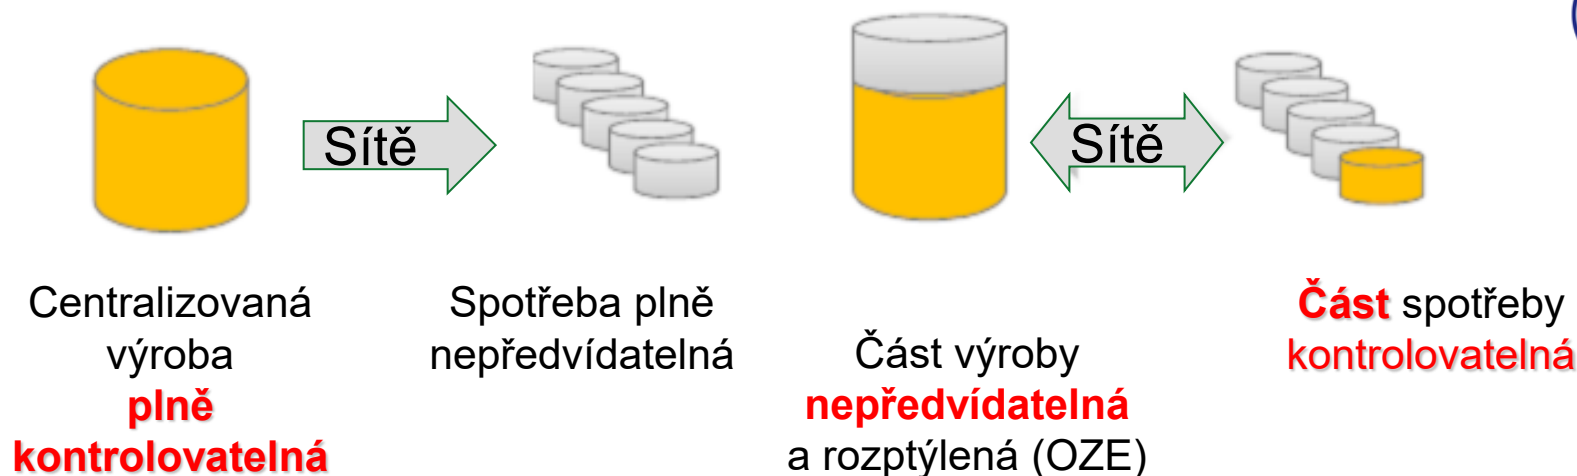 Sítě
Sítě
Centralizovaná
výroba
plně
kontrolovatelná
Spotřeba plně
nepředvídatelná
Část výroby
nepředvídatelná
a rozptýlená (OZE)
Část spotřeby
kontrolovatelná